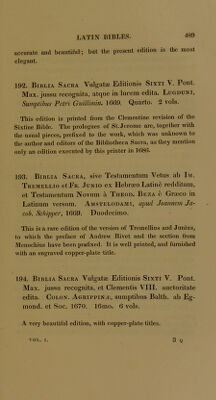 LATIN BIBLES. 489
accurate and beautiful; but the present edition is the most
elegant.
192. BIBLIA SACRA Vulgatæ Editionis SIXTI V. Pont.
Max. jussu recognita, atque in lucem edita. LUGDUNI,
Sumptibus Petri Guillimin. 1669. Quarto. 2 vols.
This edition is printed from the Clementine revision of the
Sixtine Bible. The prologues of St. Jerome are, together with
the usual pieces, prefixed to the work, which was unknown to
the author and editors of the Bibliotheca Sacra, as they mention
only an edition executed by this printer in 1686.
193. BIBLIA SACRA, sive Testamentum Vetus ab IM.
TREMELLIO et FR. JUNIO ex Hebræo Latinè redditum,
et Testamentum Novum à THEOD. BEZA è Græco in
Latinum versum. AMSTULODAMI, apud Joannem Ja-
cob. Schipper, 1669. Duodecimo.
This is a rare edition of the version of Tremellius and Junius,
to which the preface of Andrew Rivet and the section from
Menochius have been prefixed. It is well printed, and furnished
with an engraved copper-plate title.
194. BIBLIA SACRA Vulgatæ Editionis SIXTI V. Pont.
Max. jussu recognita, et Clementis VIII. auctoritate
edita. COLON. AGRIPPINÆ, sumptibus Balth. ab Eg-
mond. et Soc. 1670. 16mo. 6 vols.
A very beautiful edition, with copper-plate titles.
VOL. I. 3 Q